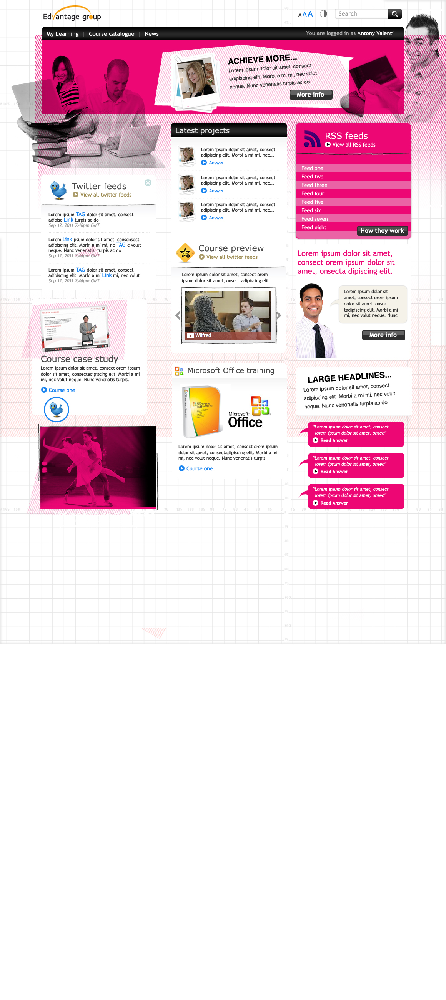 Edvantage group
A A A
Search
My Learning | Course catalogue | News
You are logged in as Antony Valenti
ACHIEVE MORE...
Lorem ipsum dolor sit amet, consect
adipiscing elit. Morbi a mi mi, nec volut
neque. Nunc venenatis turpis ac do
More info
Twitter feeds
View all twitter feeds
Lorem ipsum TAG dolor sit amet, consect
adipisc Link turpis ac do
Sep 12, 2011 7:46pm GMT
Lorem Link psum dolor sit amet, consonsect
adipiscing elit. Morbi a mi mi, ne TAG c volut
neque. Nunc venenatis turpis ac do
Sep 12, 2011 7:46pm GMT
Lorem ipsum TAG dolor sit amet, consect
adipiscing elit. Morbi a mi Link mi, nec volut
Sep 12, 2011 7:46pm GMT
Course case study
Lorem ipsum dolor sit amet, consect orem ipsum
dolor sit amet, consectadipiscing elit. Morbi a mi
mi, nec volut neque. Nunc venenatis turpis.
Course one
Latest projects
Lorem ipsum dolor sit amet, consect
adipiscing elit. Morbi a mi mi, nec...
Answer
New Customer
Lorem ipsum dolor sit amet, consect
adipiscing elit. Morbi a mi mi, nec...
Answer
New Customer
Lorem ipsum dolor sit amet, consect
adipiscing elit. Morbi a mi mi, nec...
Answer
New Customer
Course preview
View all twitter feeds
Lorem ipsum dolor sit amet, consect orem
ipsum dolor sit amet, onsec tadipiscing elit.
Wilfred
Microsoft Office training
Office Home
and Student 2007
Microsoft®
Office
Lorem ipsum dolor sit amet, consect orem ipsum
dolor sit amet, consectadipiscing elit. Morbi a mi
mi, nec volut neque. Nunc venenatis turpis.
Course one
RSS feeds
View all RSS feeds
Feed one
Feed two
Feed three
Feed four
Feed five
Feed six
Feed seven
Feed eight
How they work
Lorem ipsum dolor sit amet,
consect orem ipsum dolor sit
amet, onsecta dipiscing elit.
Lorem ipsum dolor sit
amet, consect orem ipsum
dolor sit amet, onsec
tadipiscing elit. Morbi a mi
mi, nec volut neque. Nunc
More info
LARGE HEADLINES...
Lorem ipsum dolor sit amet, consect
adipiscing elit. Morbi a mi mi, nec volut
neque. Nunc venenatis turpis ac do
“Lorem ipsum dolor sit amet, consect
lorem ipsum dolor sit amet, onsec”
Read Answer
“Lorem ipsum dolor sit amet, consect
lorem ipsum dolor sit amet, onsec”
Read Answer
“Lorem ipsum dolor sit amet, consect
lorem ipsum dolor sit amet, onsec”
Read Answer